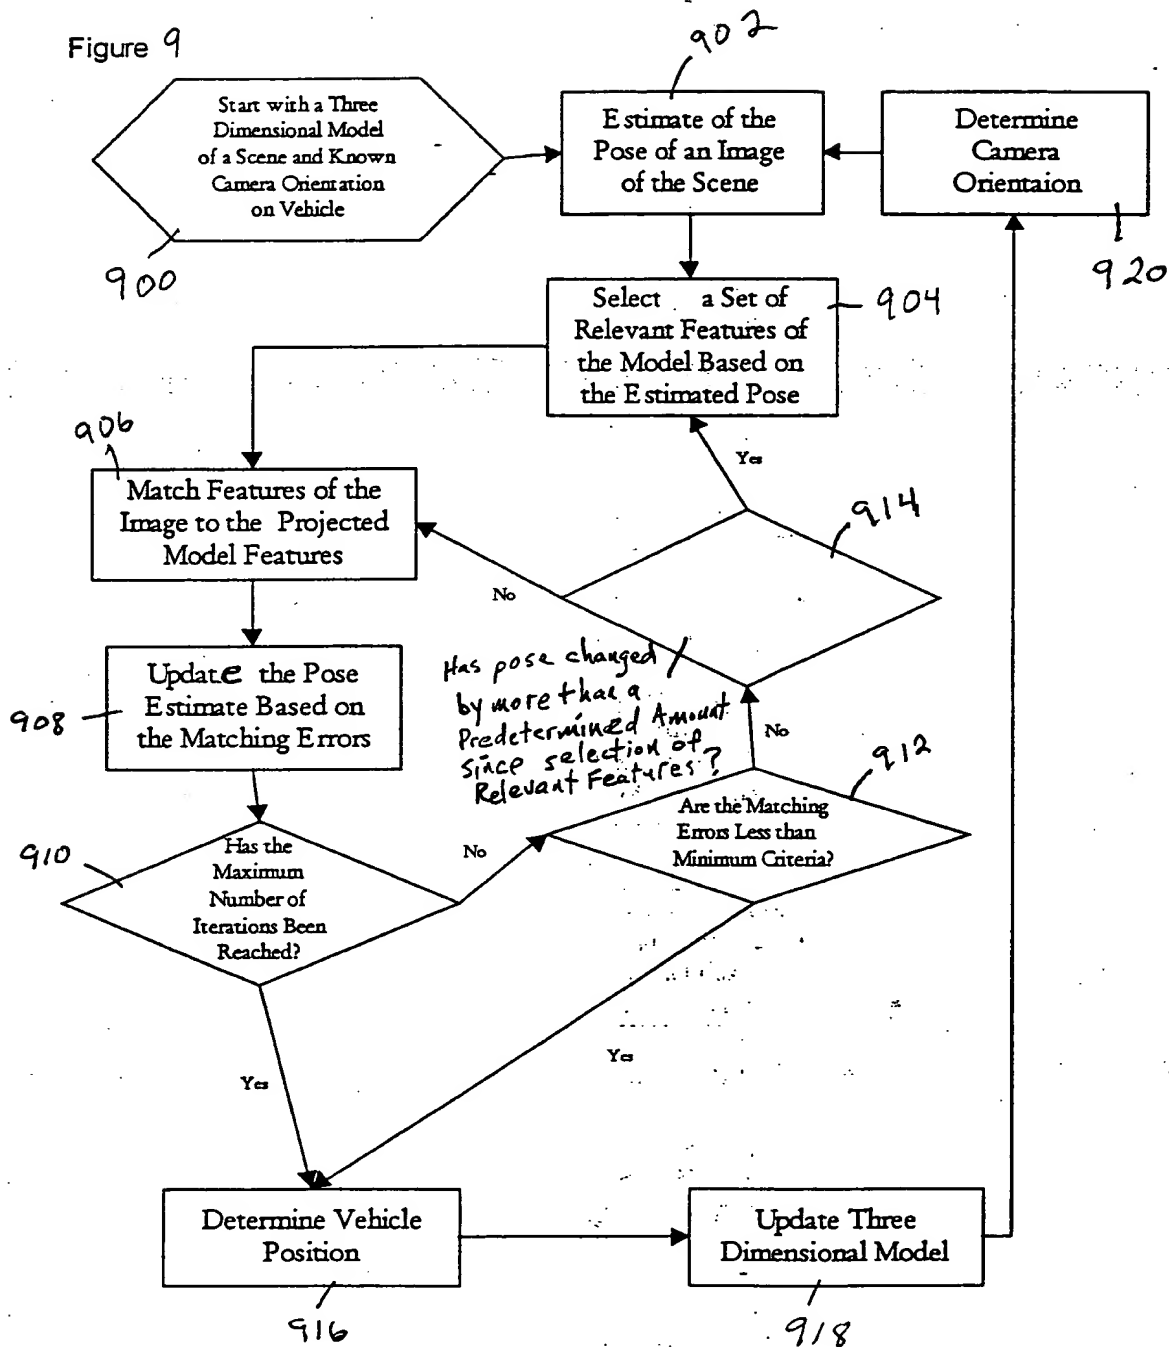 Figure 9
902
Start with a Three
Dimensional Model
of a Scene and Known
Camera Orientation
on Vehicle
900
Estimate of the
Pose of an Image
of the Scene
Determine
Camera
Orientaion
920
Select a Set of
Relevant Features of
the Model Based on
the Estimated Pose
904
906
Match Features of the
Image to the Projected
Model Features
Yes
914
No
Update the Pose
Estimate Based on
the Matching Errors
908
Has pose changed
by more than a
Predetermined Amount
since selection of
Relevant Features?
No
912
Are the Matching
Errors Less than
Minimum Criteria?
910
Has the
Maximum
Number of
Iterations Been
Reached?
No
Yes
Yes
Determine Vehicle
Position
916
Update Three
Dimensional Model
918